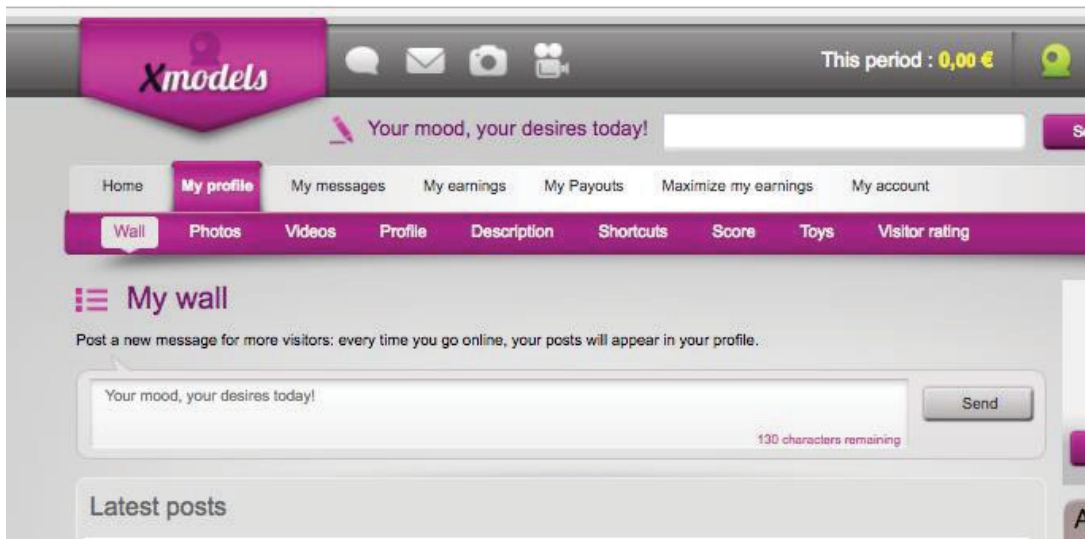 Xmodels
This period : 0,00 €
Your mood, your desires today!
Home My profile My messages My earnings My Payouts Maximize my earnings My account
Wall Photos Videos Profile Description Shortcuts Score Toys Visitor rating
My wall
Post a new message for more visitors: every time you go online, your posts will appear in your profile.
Your mood, your desires today!
Send
130 characters remaining
Latest posts